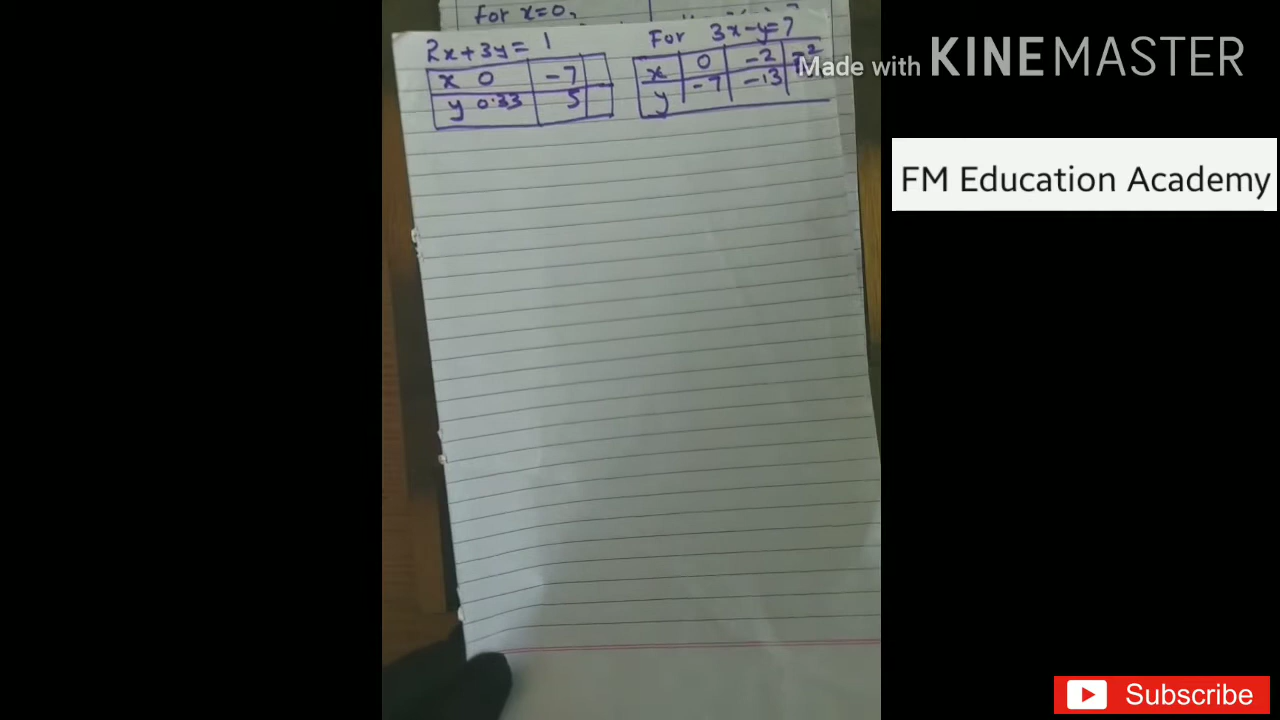 For x=0,
2x+3y= 1
For 3x-y=7
x 0 -7
y 0.33 5
x 0 -2
y -7 -13
Made with KINEMASTER
FM Education Academy
Subscribe